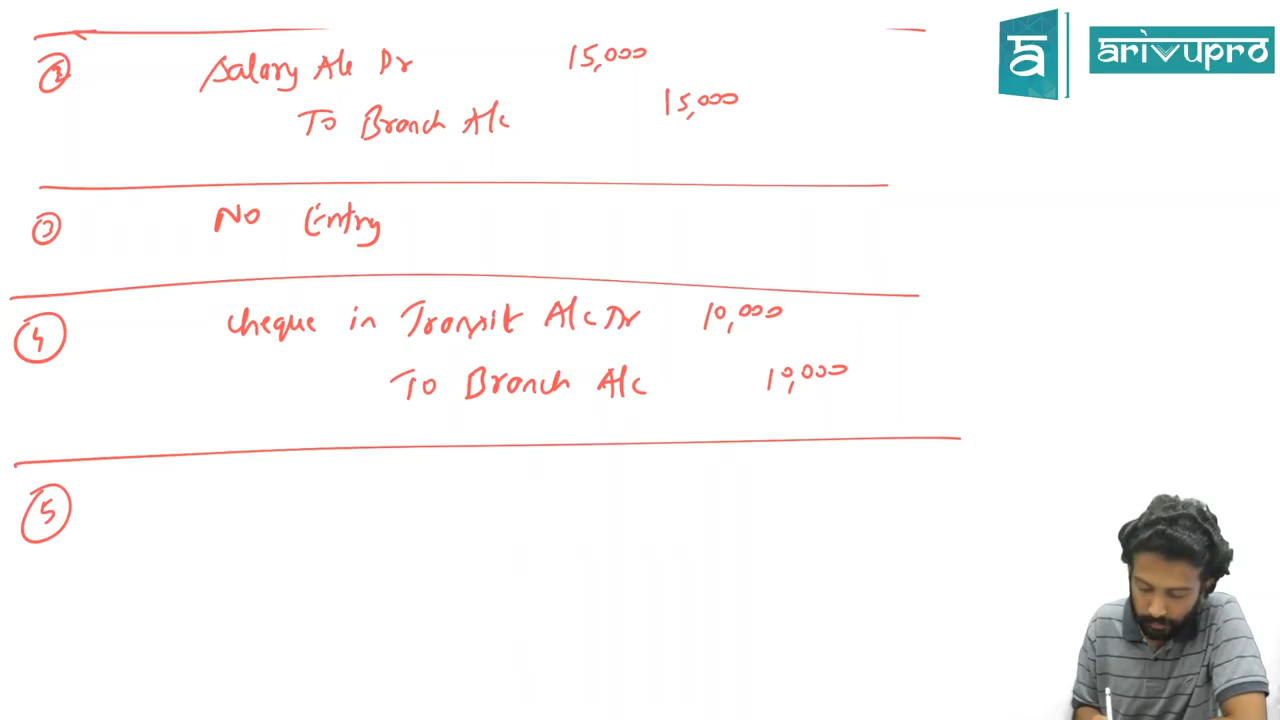 ② Salary A/c Dr 15,000
To Branch A/c 15,000
③ No Entry
④ Cheque in Transit A/c Dr 10,000
To Branch A/c 10,000
⑤
a
arivupro